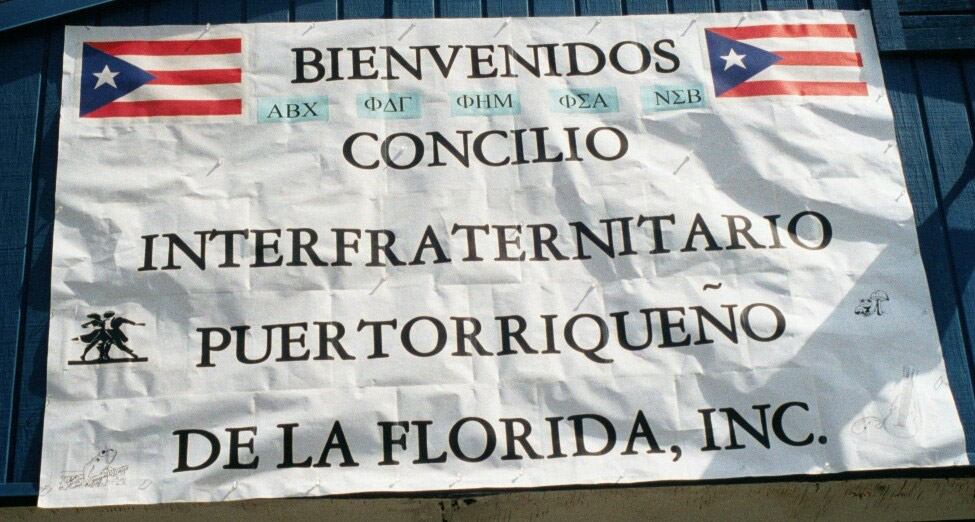 BIENVENIDOS
ΑΒΧ ΦΔΓ ΦΗΜ ΦΣΑ ΝΣΒ
CONCILIO
INTERFRATERNITARIO
PUERTORRIQUEÑO
DE LA FLORIDA, INC.